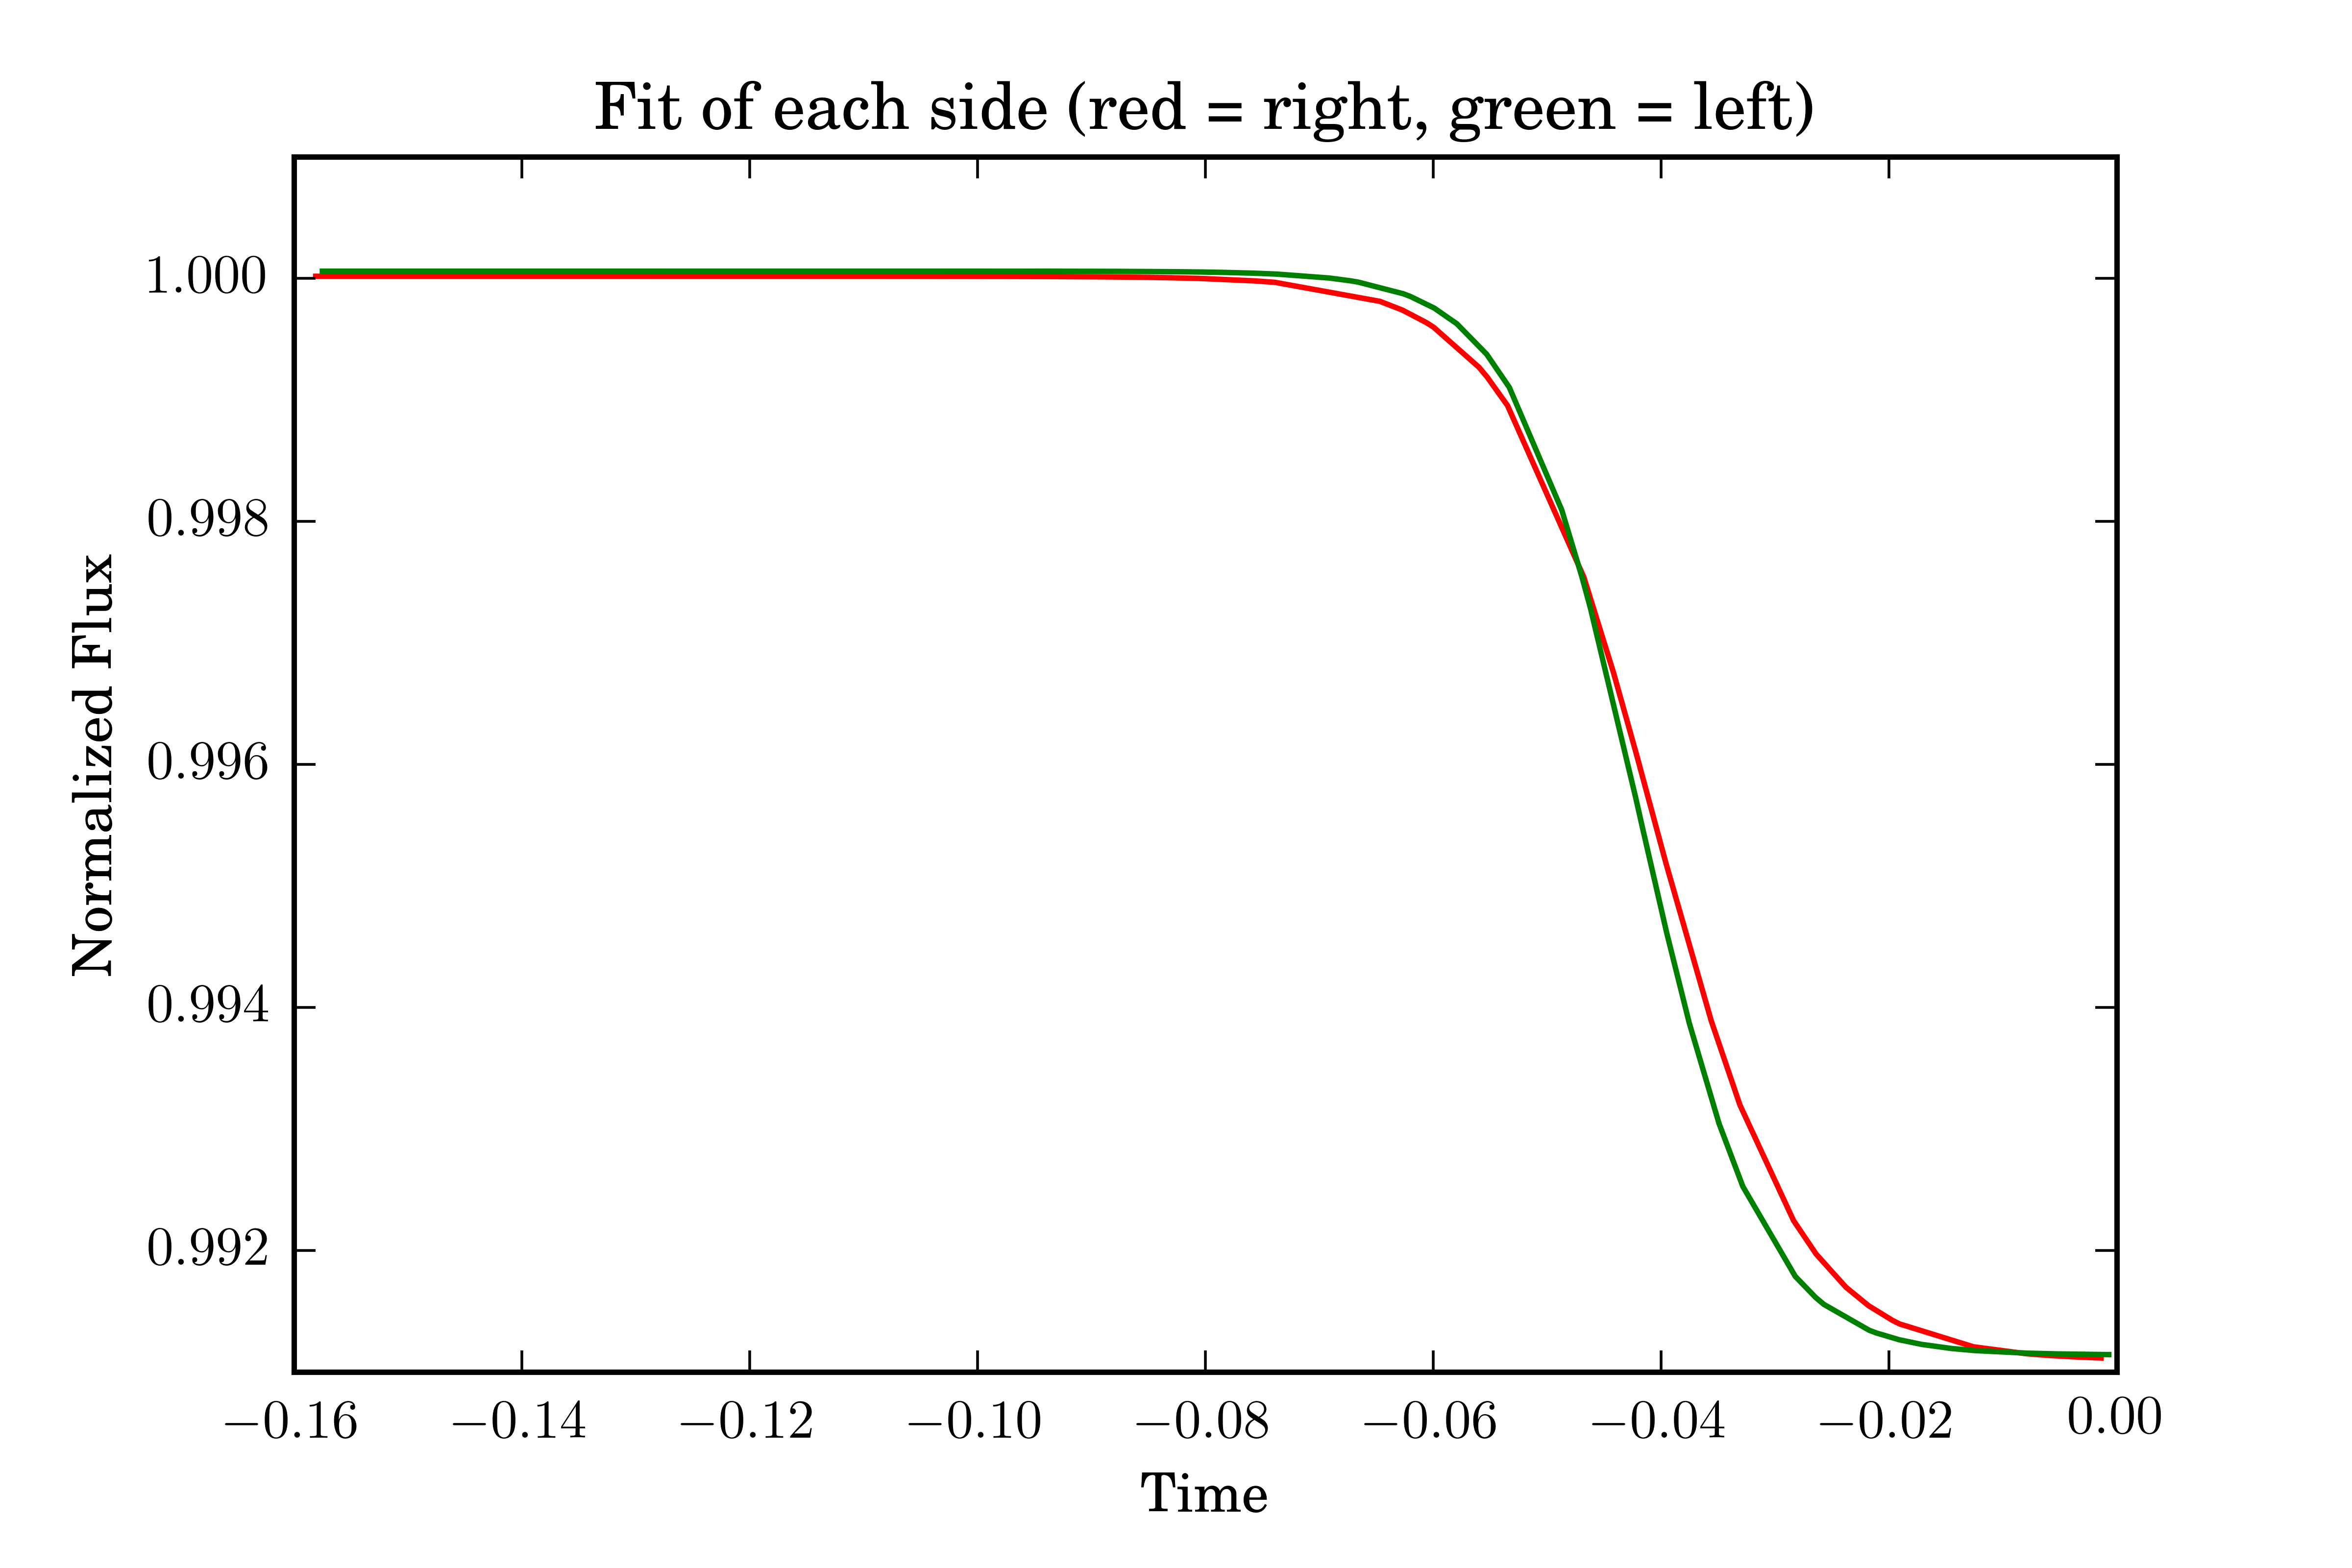 Fit of each side (red = right, green = left)
Normalized Flux
1.000
0.998
0.996
0.994
0.992
−0.16 −0.14 −0.12 −0.10 −0.08 −0.06 −0.04 −0.02 0.00
Time